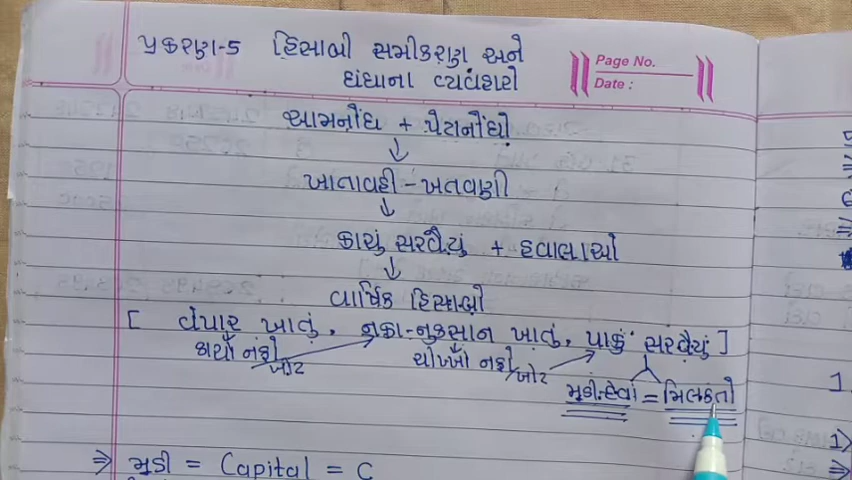 પ્રકરણ-5 હિસાબી સમીકરણ અને
ધંધાના વ્યવહારો
Page No.
Date :
આમનોંધ + પેટાનોંધો
↓
ખાતાવહી - ખતવણી
↓
કાચું સરવૈયું + હવાલાઓ
↓
વાર્ષિક હિસાબો
[ વેપાર ખાતું, નફા-નુકસાન ખાતું, પાકું સરવૈયું ]
કાચો નફો/ખોટ ચોખ્ખો નફો/ખોટ
મૂડી+દેવાં = મિલકતો
⇒ મૂડી = Capital = C